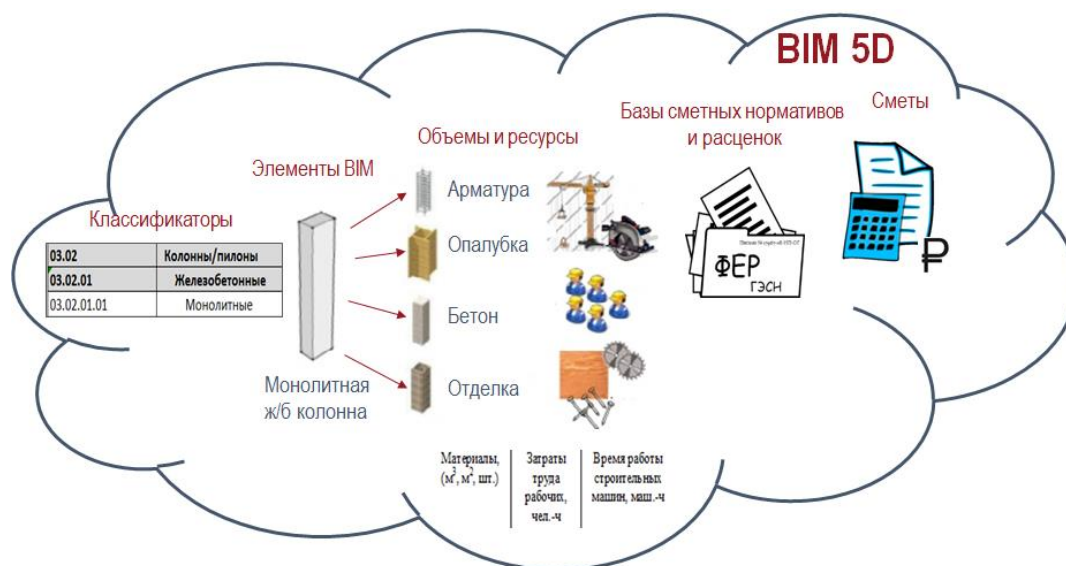 BIM 5D
Классификаторы
03.02 Колонны/пилоны
03.02.01 Железобетонные
03.02.01.01 Монолитные
Элементы BIM
Монолитная
ж/б колонна
Объемы и ресурсы
Арматура
Опалубка
Бетон
Отделка
Базы сметных нормативов
и расценок
ФЕР
ГЭСН
Сметы
₽
Материалы,
(м³, м², шт.)
Затраты
труда
рабочих,
чел.-ч
Время работы
строительных
машин, маш.-ч